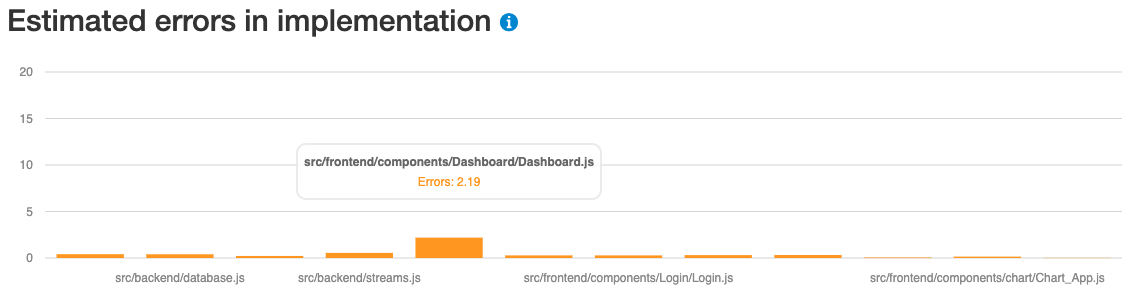 Estimated errors in implementation
20
15
10
src/frontend/components/Dashboard/Dashboard.js
Errors: 2.19
5
0
src/backend/database.js
src/backend/streams.js
src/frontend/components/Login/Login.js
src/frontend/components/chart/Chart_App.js